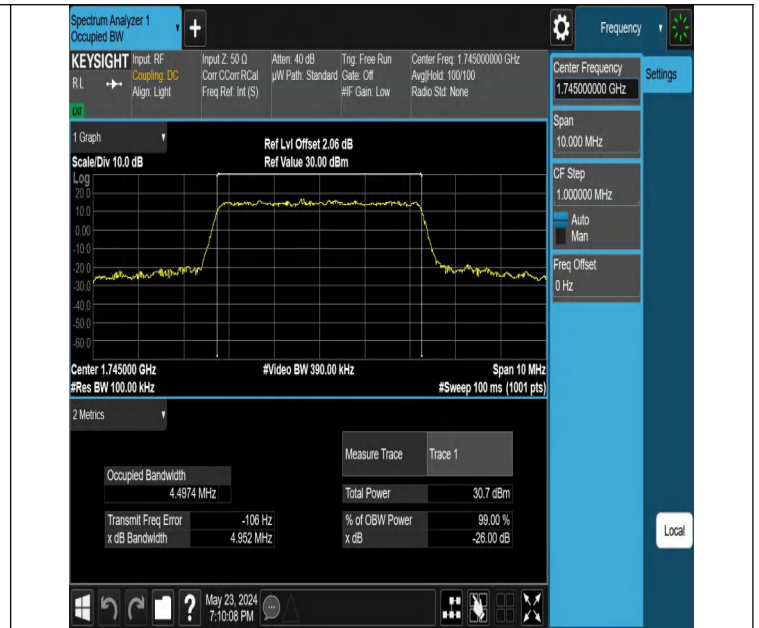 Spectrum Analyzer 1
Occupied BW
+
Frequency
KEYSIGHT
RL
LXI
Input: RF
Coupling: DC
Align: Light
Input Z: 50 Ω
Corr CCorr RCal
Freq Ref: Int (S)
Atten: 40 dB
µW Path: Standard
Trig: Free Run
Gate: Off
#IF Gain: Low
Center Freq: 1.745000000 GHz
Avg|Hold: 100/100
Radio Std: None
Center Frequency
1.745000000 GHz
Settings
Span
10.000 MHz
CF Step
1.000000 MHz
Auto
Man
Freq Offset
0 Hz
Local
1 Graph
Scale/Div 10.0 dB
Ref Lvl Offset 2.06 dB
Ref Value 30.00 dBm
Log
20.0
10.0
0.00
-10.0
-20.0
-30.0
-40.0
-50.0
-60.0
Center 1.745000 GHz
#Video BW 390.00 kHz
Span 10 MHz
#Res BW 100.00 kHz
#Sweep 100 ms (1001 pts)
2 Metrics
Measure Trace
Trace 1
Occupied Bandwidth
4.4974 MHz
Total Power
30.7 dBm
Transmit Freq Error
-106 Hz
% of OBW Power
99.00 %
x dB Bandwidth
4.952 MHz
x dB
-26.00 dB
?
May 23, 2024
7:10:08 PM